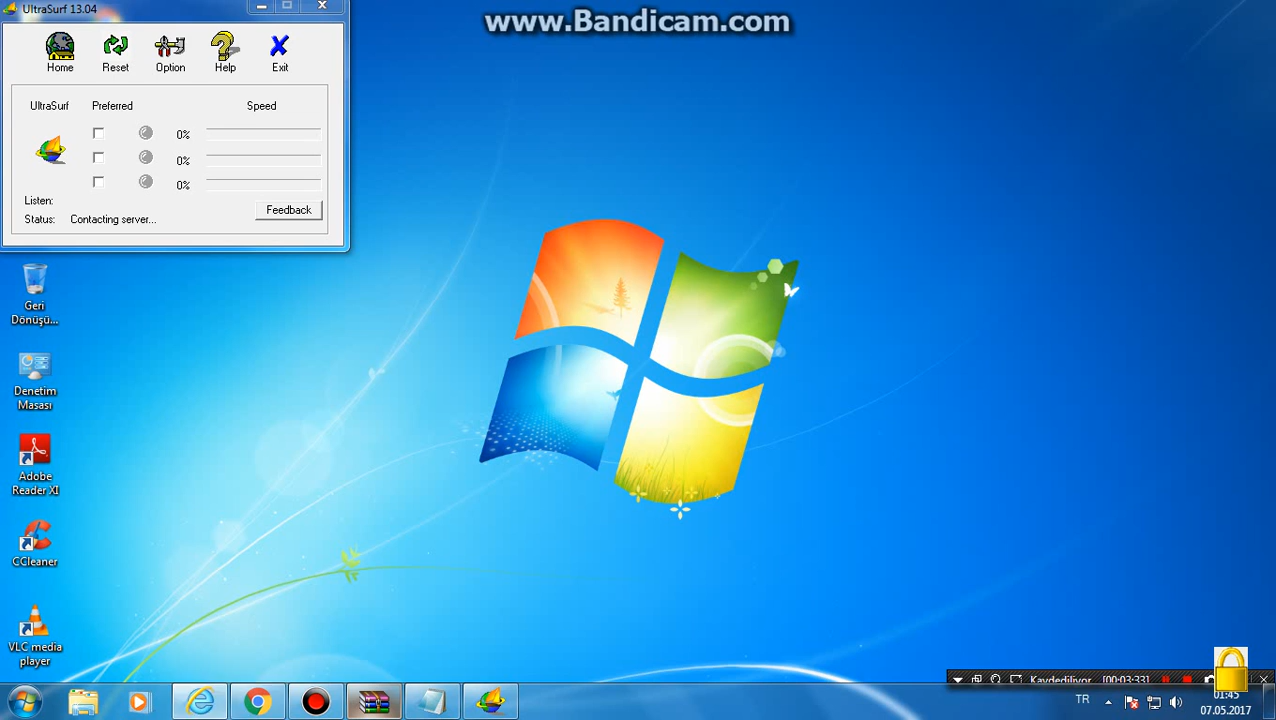 UltraSurf 13.04
www.Bandicam.com
Home Reset Option Help Exit
UltraSurf Preferred Speed
0%
0%
0%
Listen:
Feedback
Status: Contacting server...
Geri
Dönüşü...
Denetim
Masası
Adobe
Reader XI
CCleaner
VLC media
player
Kaydediliyor [00:03:33]
TR
01:45
07.05.2017